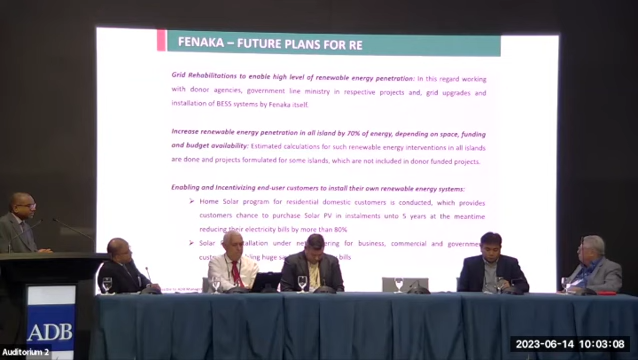 FENAKA – FUTURE PLANS FOR RE
Grid Rehabilitations to enable high level of renewable energy penetration: In this regard working
with donor agencies, government line ministry in respective projects and, grid upgrades and
installation of BESS systems by Fenaka itself.
Increase renewable energy penetration in all island by 70% of energy, depending on space, funding
and budget availability: Estimated calculations for such renewable energy interventions in all islands
are done and projects formulated for some islands, which are not included in donor funded projects.
Enabling and Incentivizing end-user customers to install their own renewable energy systems:
➤ Home Solar program for residential domestic customers is conducted, which provides
customers chance to purchase Solar PV in instalments unto 5 years at the meantime
reducing their electricity bills by more than 80%
➤ Solar under net for business, commercial and
bills
ADB
Auditorium 2
2023-06-14 10:03:08